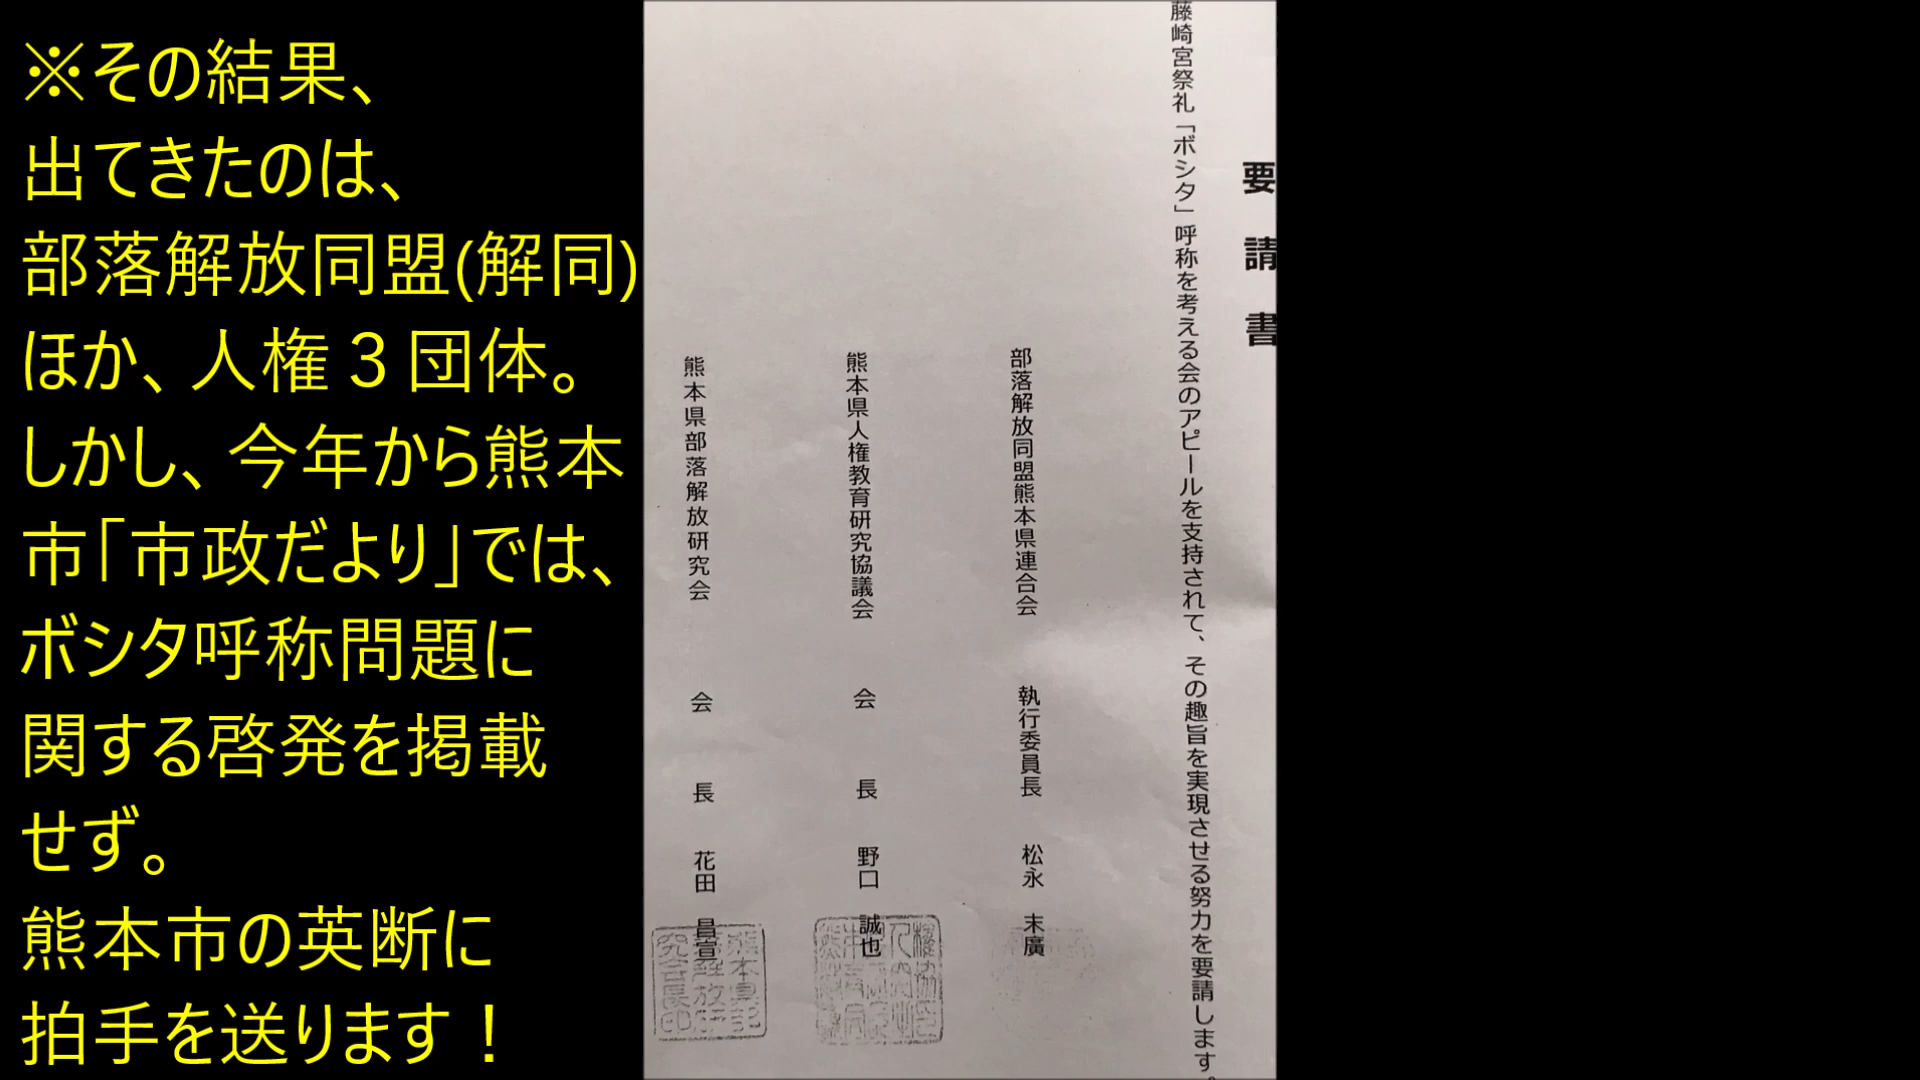 ※その結果、
出てきたのは、
部落解放同盟(解同)
ほか、人権3団体。
しかし、今年から熊本
市「市政だより」では、
ボシタ呼称問題に
関する啓発を掲載
せず。
熊本市の英断に
拍手を送ります!
要請書
藤崎宮祭礼「ボシタ」呼称を考える会のアピールを支持されて、その趣旨を実現させる努力を要請します。
部落解放同盟熊本県連合会 執行委員長 松永 末廣
熊本県人権教育研究協議会 会長 野口 誠也
熊本県部落解放研究会 会長 花田 昌宣